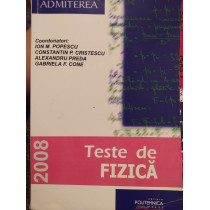 ADMITEREA
Coordonatori:
ION M. POPESCU
CONSTANTIN P. CRISTESCU
ALEXANDRU PREDA
GABRIELA F. CONE
2008
Teste de
FIZICĂ
POLITEHNICA